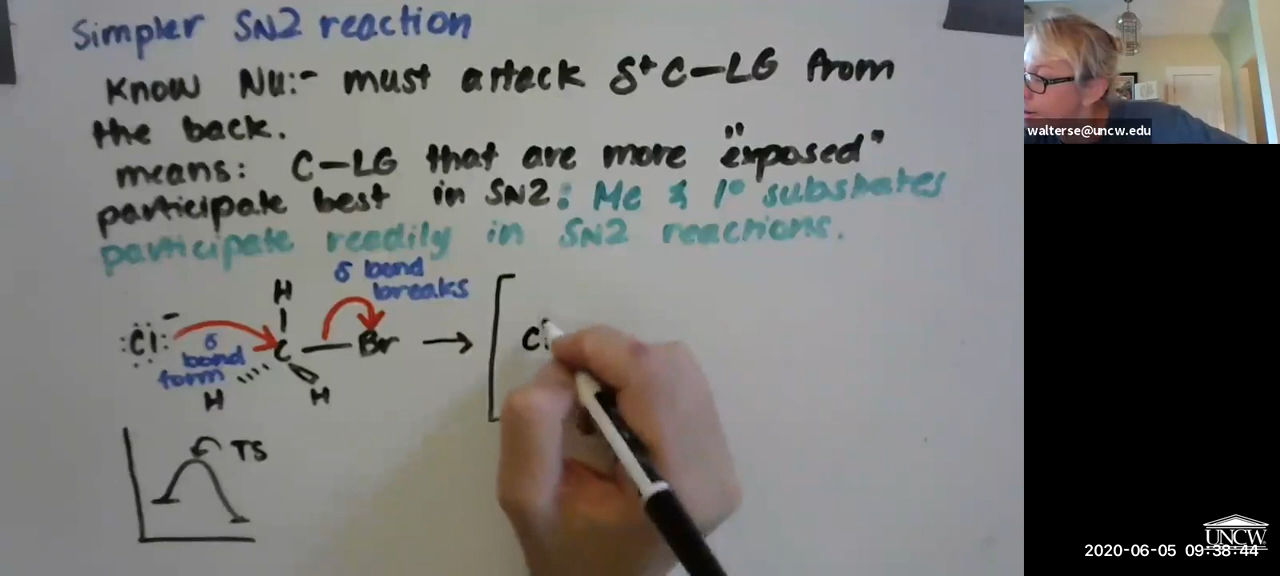 Simpler SN2 reaction
Know Nu:- must attack δ+ C-LG from
the back.
means: C-LG that are more "exposed"
participate best in SN2: Me & 1° substrates
participate readily in SN2 reactions.
σ bond
breaks
H
:Cl:-
C
Br
σ
bond
form
H
H
Cl
TS
walterse@uncw.edu
UNCW
2020-06-05 09:38:44